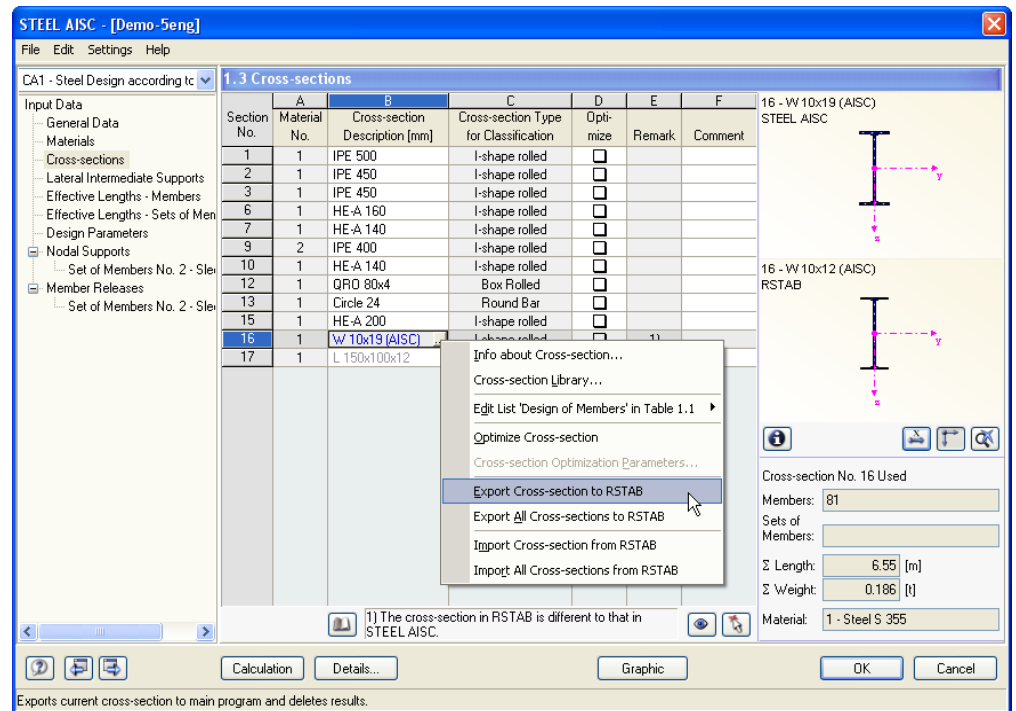 STEEL AISC - [Demo-5eng]
File Edit Settings Help
CA1 - Steel Design according tc
Input Data
General Data
Materials
Cross-sections
Lateral Intermediate Supports
Effective Lengths - Members
Effective Lengths - Sets of Men
Design Parameters
Nodal Supports
Set of Members No. 2 - Sle
Member Releases
Set of Members No. 2 - Sle
1.3 Cross-sections
A B C D E F
Section Material Cross-section Cross-section Type Opti-
No. No. Description [mm] for Classification mize Remark Comment
1 1 IPE 500 I-shape rolled
2 1 IPE 450 I-shape rolled
3 1 IPE 450 I-shape rolled
6 1 HE-A 160 I-shape rolled
7 1 HE-A 140 I-shape rolled
9 2 IPE 400 I-shape rolled
10 1 HE-A 140 I-shape rolled
12 1 QRO 80x4 Box Rolled
13 1 Circle 24 Round Bar
15 1 HE-A 200 I-shape rolled
16 1 W 10x19 (AISC) ... I-shape rolled 1)
17 1 L 150x100x12
Info about Cross-section...
Cross-section Library...
Edit List 'Design of Members' in Table 1.1
Optimize Cross-section
Cross-section Optimization Parameters...
Export Cross-section to RSTAB
Export All Cross-sections to RSTAB
Import Cross-section from RSTAB
Import All Cross-sections from RSTAB
1) The cross-section in RSTAB is different to that in
STEEL AISC.
16 - W 10x19 (AISC)
STEEL AISC
y
z
16 - W 10x12 (AISC)
RSTAB
y
z
Cross-section No. 16 Used
Members: 81
Sets of
Members:
Σ Length: 6.55 [m]
Σ Weight: 0.186 [t]
Material: 1 - Steel S 355
Calculation Details... Graphic OK Cancel
Exports current cross-section to main program and deletes results.